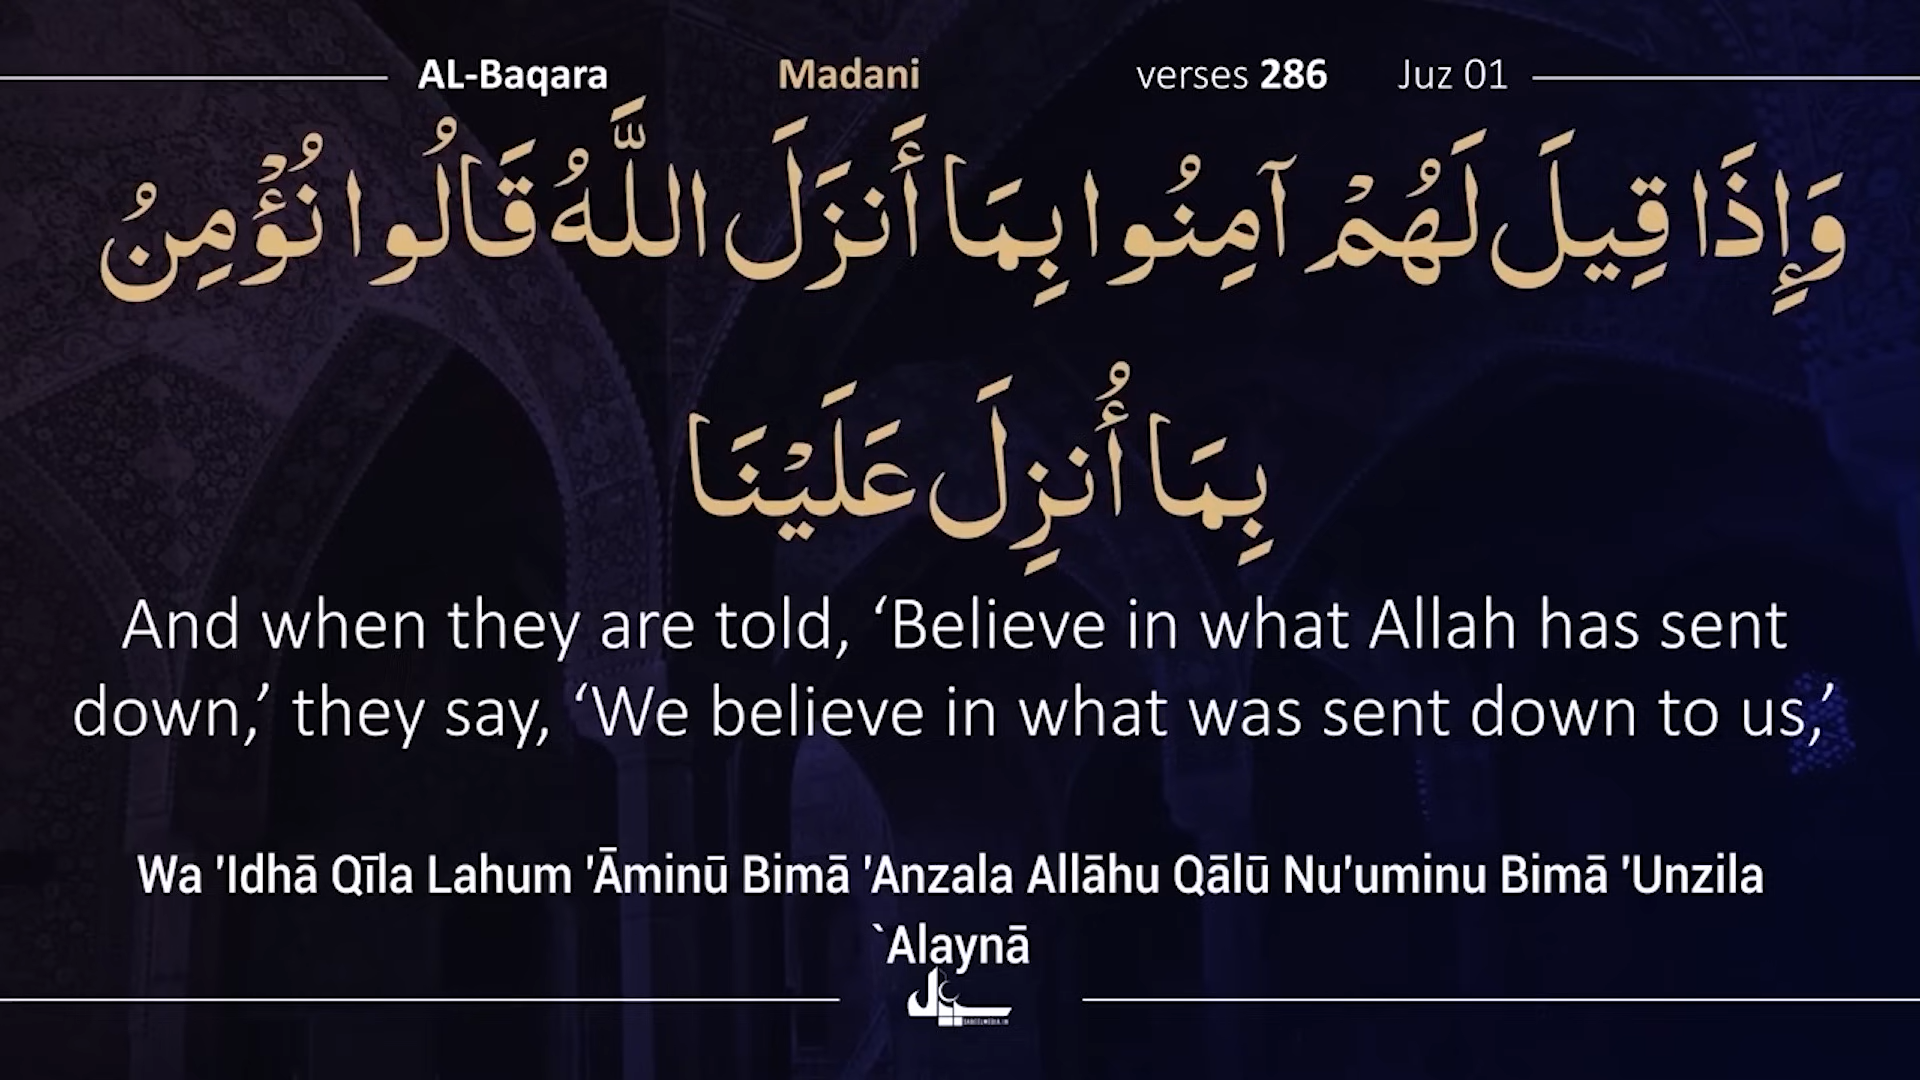 AL-Baqara Madani verses 286 Juz 01
وَإِذَا قِيلَ لَهُمْ آمِنُوا بِمَا أَنزَلَ اللَّهُ قَالُوا نُؤْمِنُ
بِمَا أُنزِلَ عَلَيْنَا
And when they are told, ‘Believe in what Allah has sent
down,’ they say, ‘We believe in what was sent down to us,’
Wa 'Idhā Qīla Lahum 'Āminū Bimā 'Anzala Allāhu Qālū Nu'uminu Bimā 'Unzila
`Alaynā